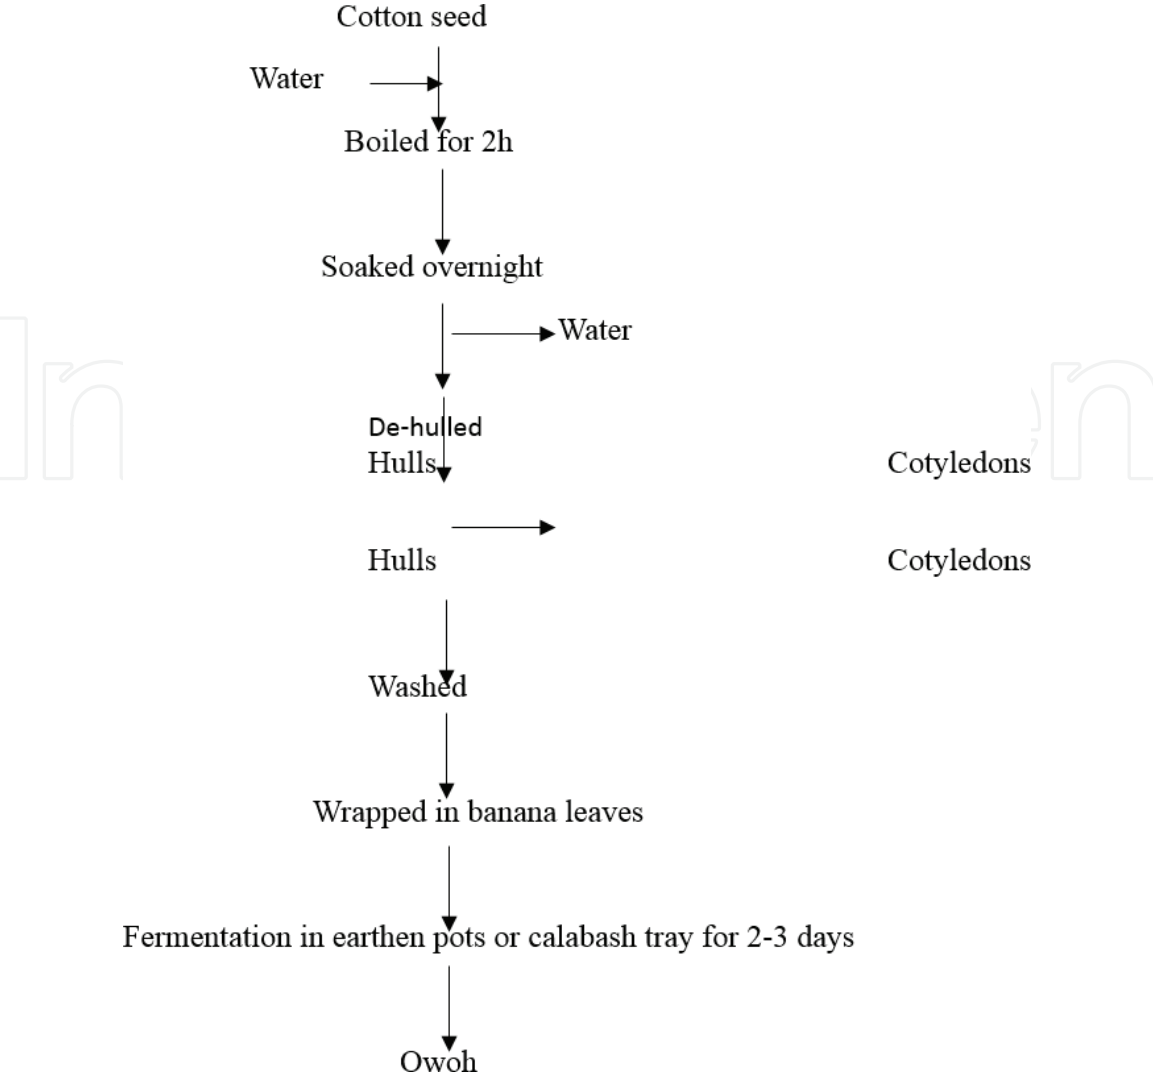 Cotton seed
Water
Boiled for 2h
Soaked overnight
Water
De-hulled
Hulls Cotyledons
Hulls Cotyledons
Washed
Wrapped in banana leaves
Fermentation in earthen pots or calabash tray for 2-3 days
Owoh